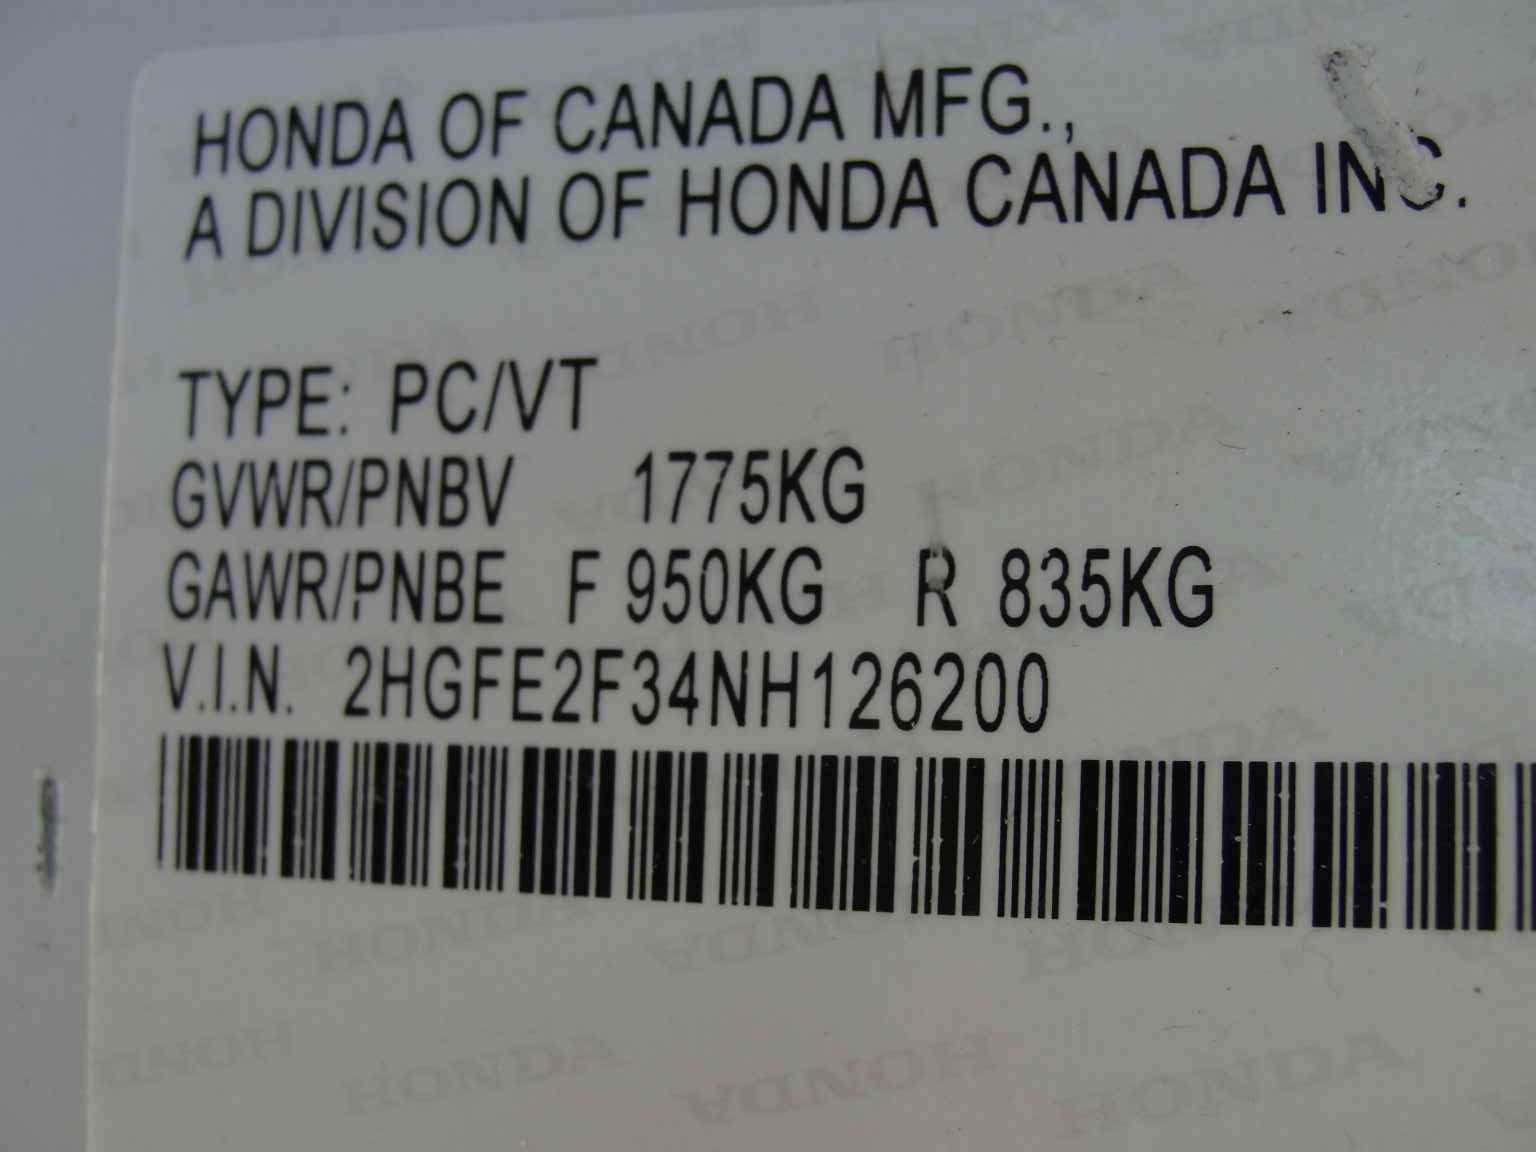 HONDA OF CANADA MFG.,
A DIVISION OF HONDA CANADA INC.
TYPE: PC/VT
GVWR/PNBV 1775KG
GAWR/PNBE F 950KG R 835KG
V.I.N. 2HGFE2F34NH126200